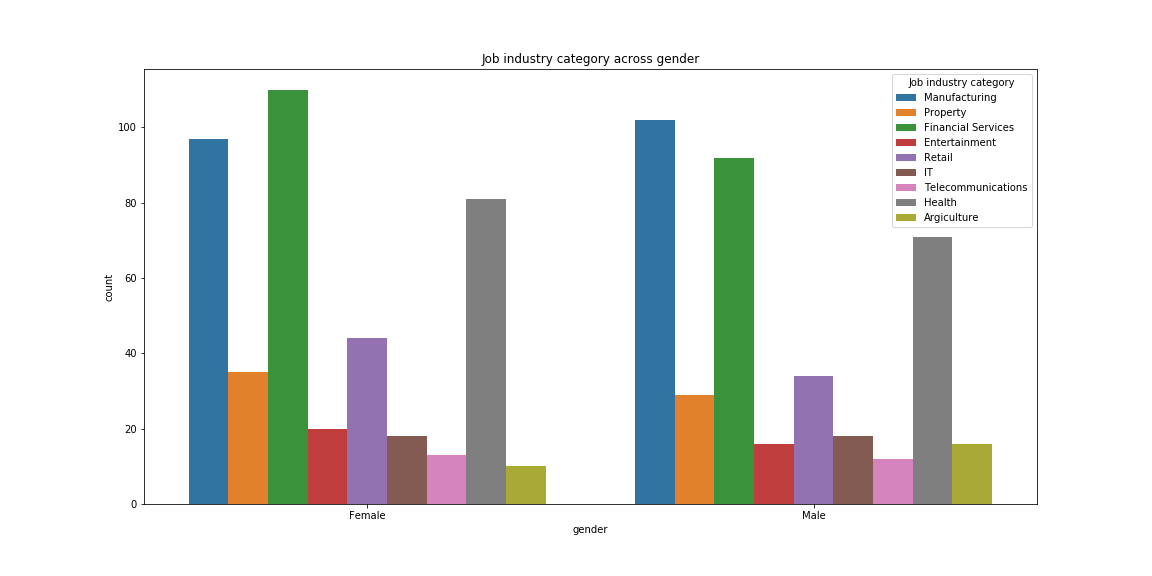 Job industry category across gender
Job industry category
Manufacturing
Property
Financial Services
Entertainment
Retail
IT
Telecommunications
Health
Argiculture
100
80
60
40
20
0
count
Female
Male
gender